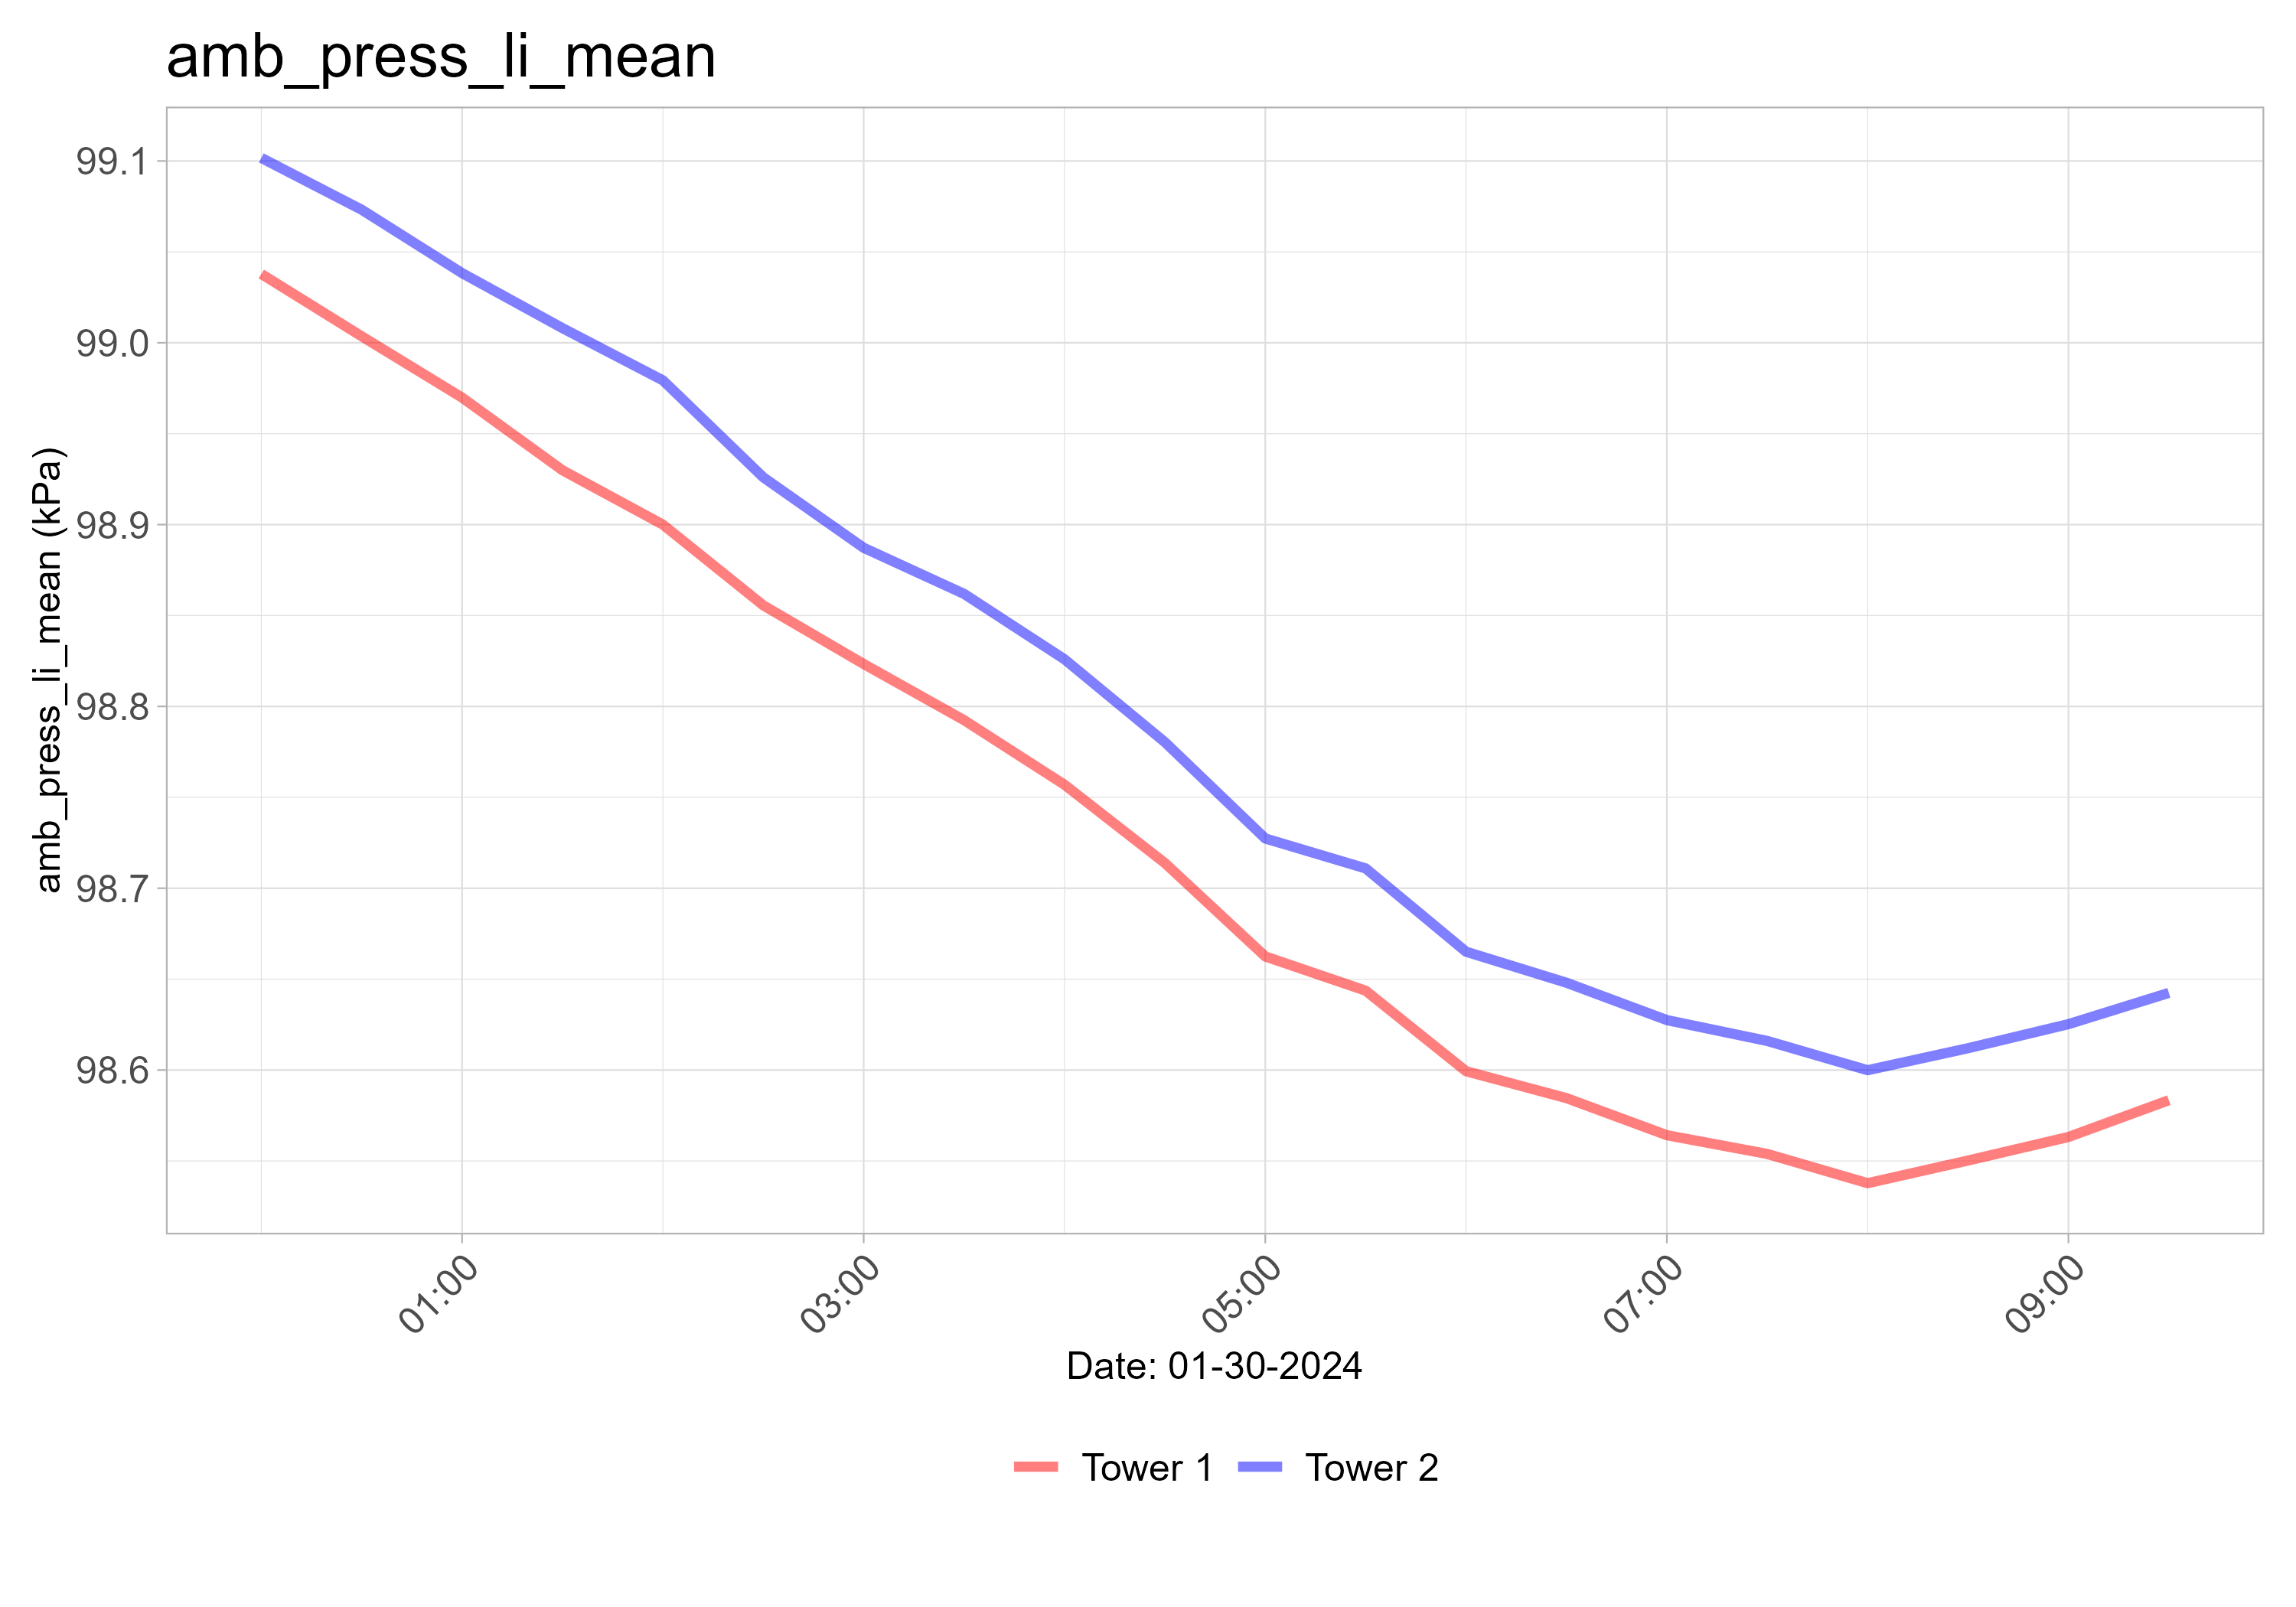 amb_press_li_mean
amb_press_li_mean (kPa)
99.1
99.0
98.9
98.8
98.7
98.6
01:00
03:00
05:00
07:00
09:00
Date: 01-30-2024
Tower 1
Tower 2